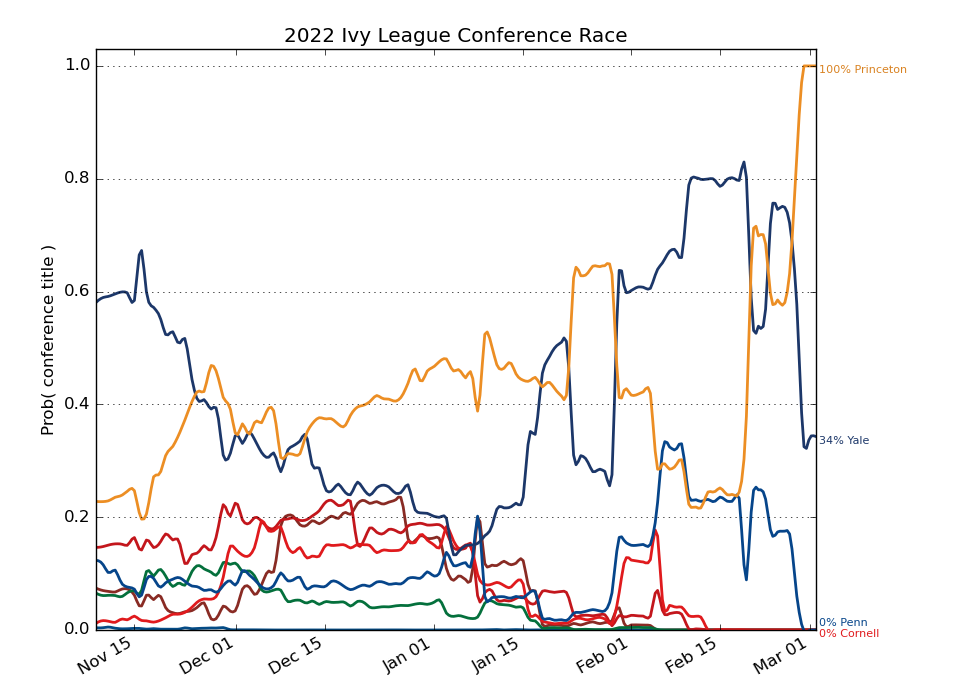 2022 Ivy League Conference Race
Prob( conference title )
1.0
0.8
0.6
0.4
0.2
0.0
Nov 15
Dec 01
Dec 15
Jan 01
Jan 15
Feb 01
Feb 15
Mar 01
100% Princeton
34% Yale
0% Penn
0% Cornell